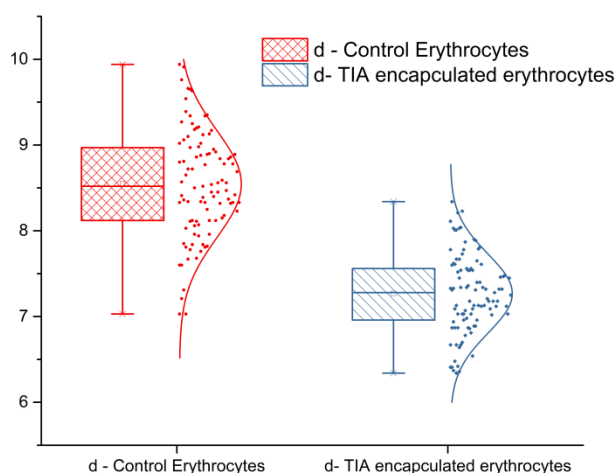 10
d - Control Erythrocytes
d- TIA encapculated erythrocytes
9
8
7
6
d - Control Erythrocytes
d- TIA encapculated erythrocytes